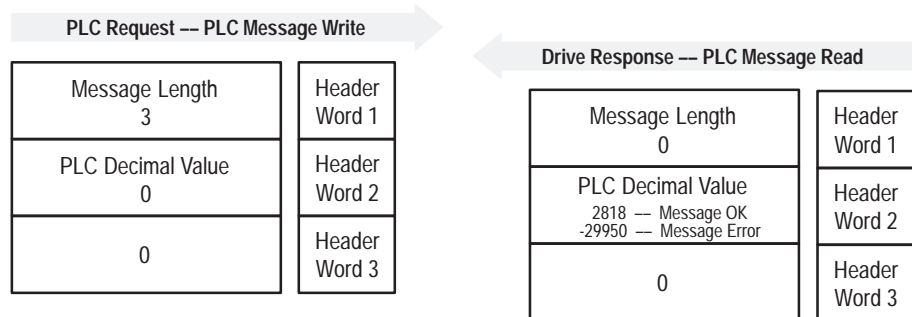 PLC Request –– PLC Message Write
Message Length
3
Header
Word 1
PLC Decimal Value
0
Header
Word 2
0
Header
Word 3
Drive Response –– PLC Message Read
Message Length
0
Header
Word 1
PLC Decimal Value
2818 –– Message OK
-29950 –– Message Error
Header
Word 2
0
Header
Word 3